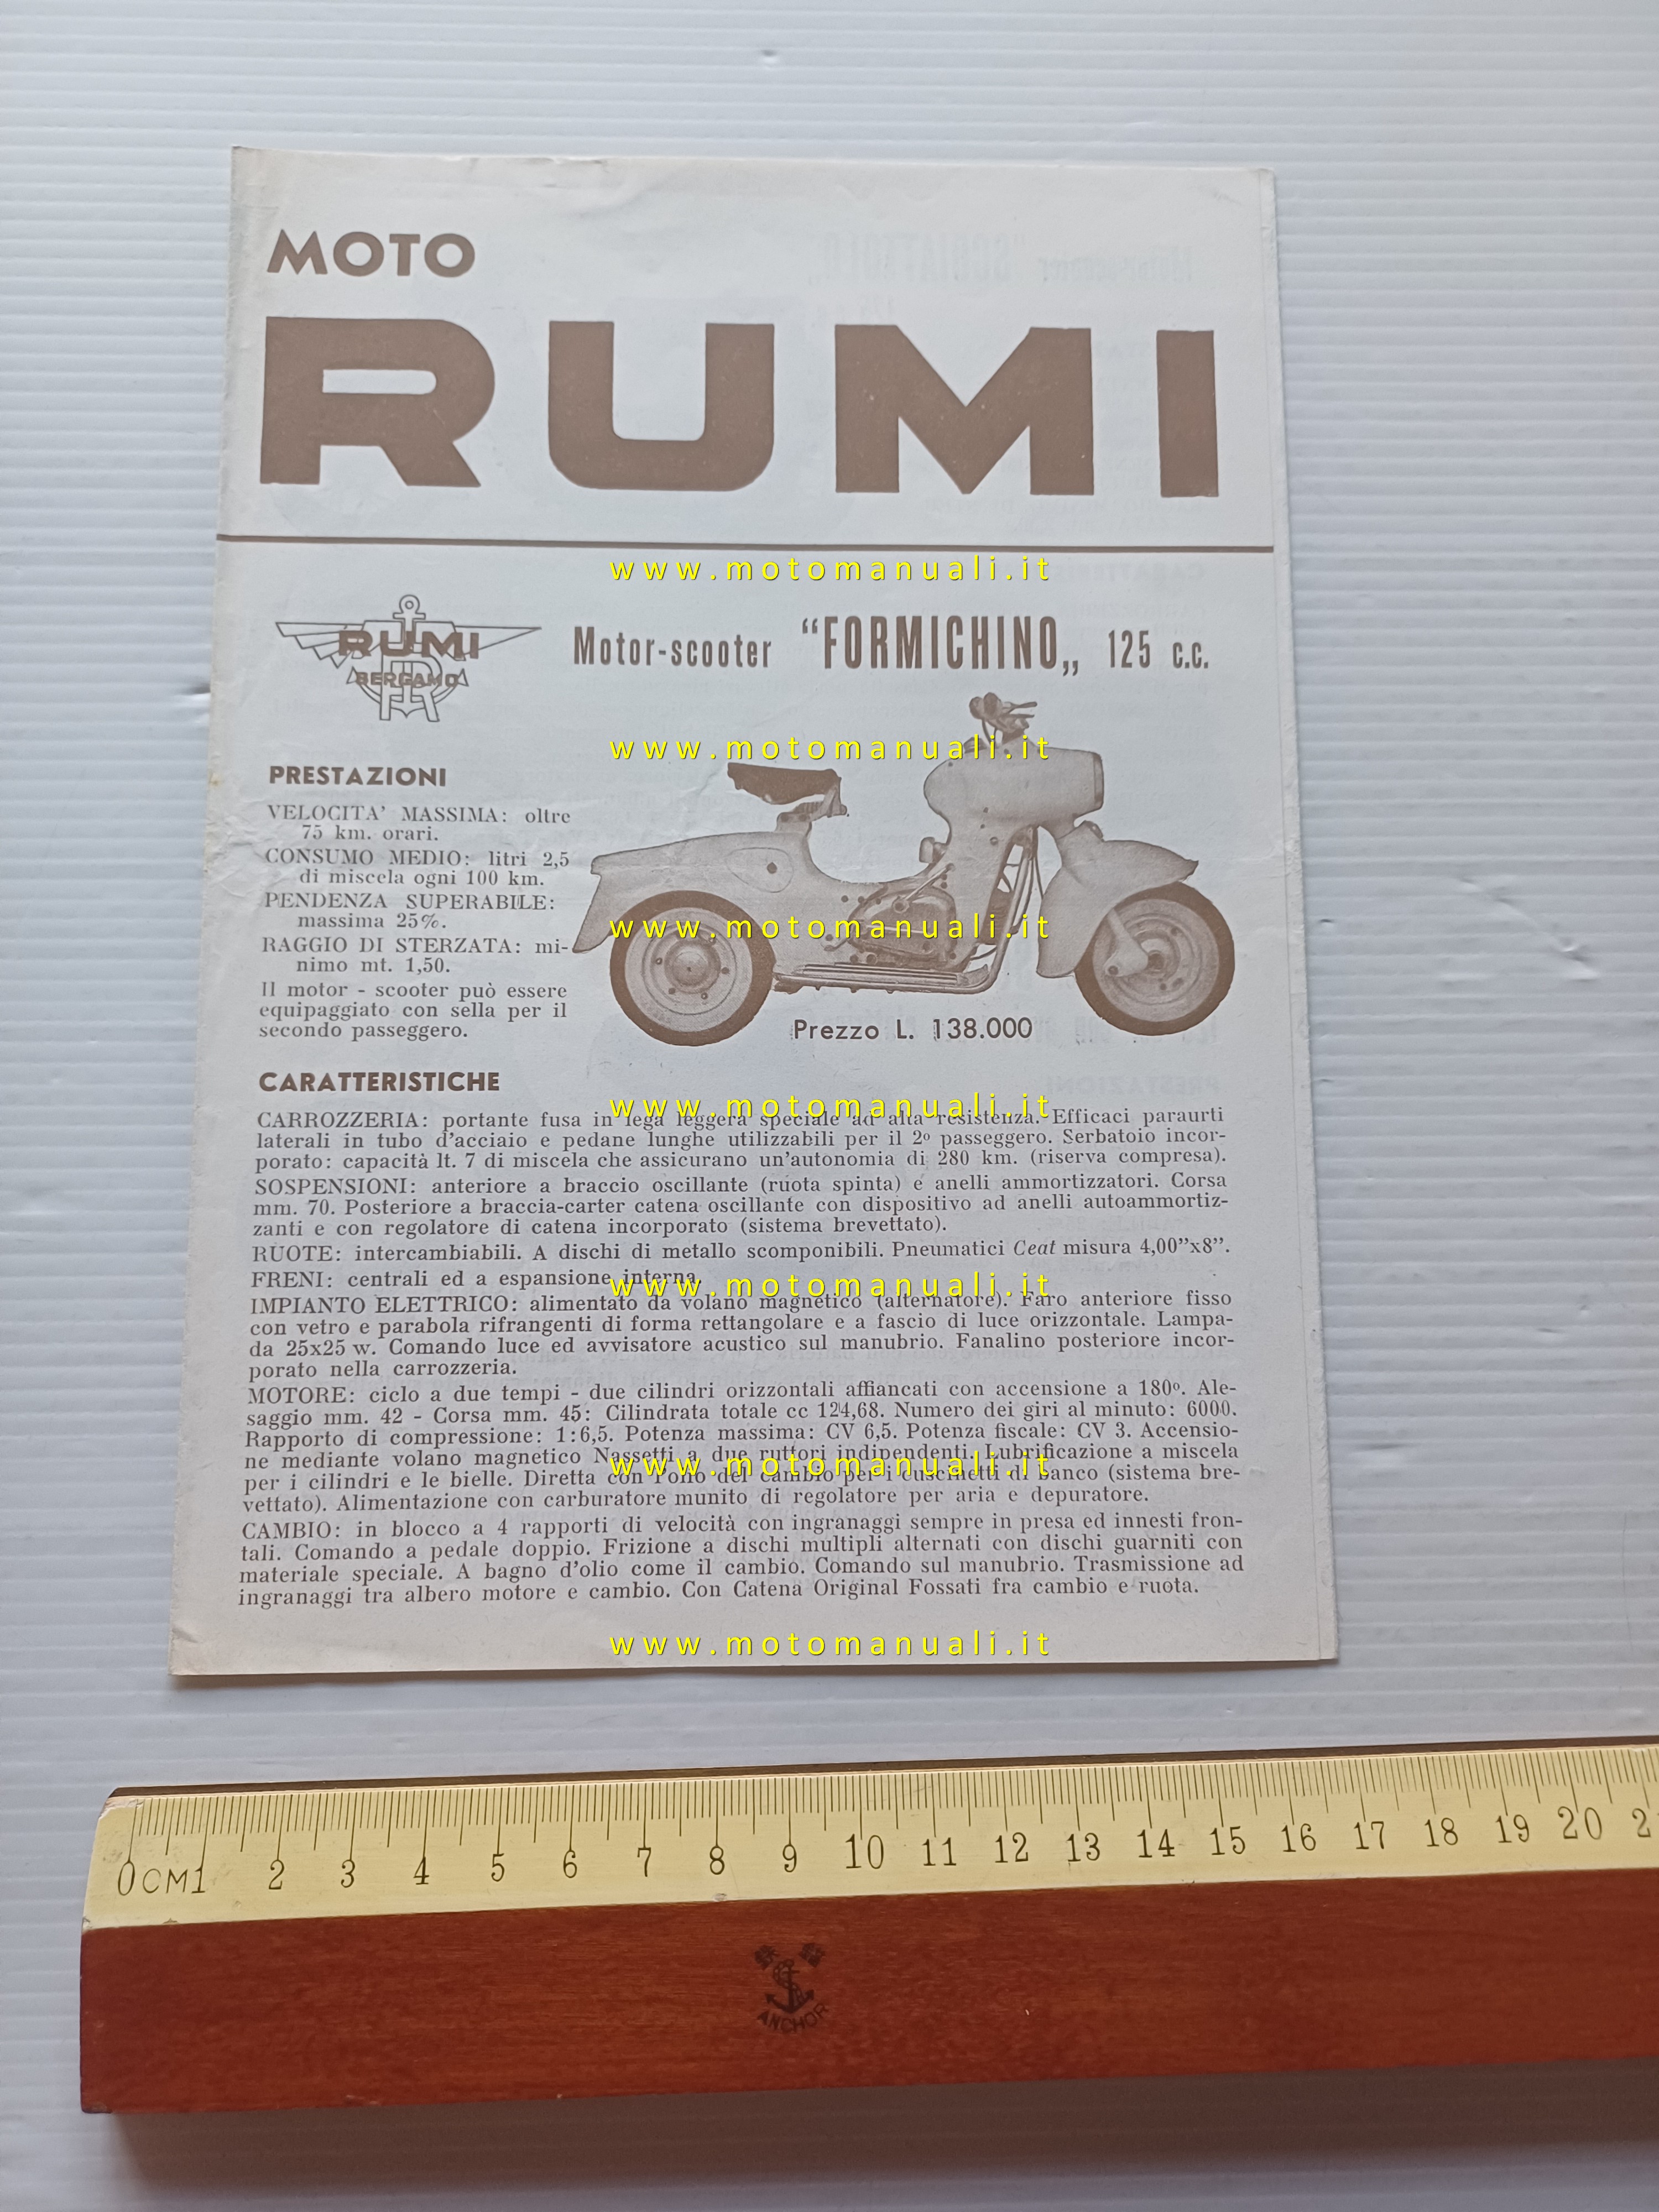 MOTO
RUMI
www.motomanuali.it
RUMI
BERGAMO
Motor-scooter "FORMICHINO„ 125 c.c.
www.motomanuali.it
PRESTAZIONI
VELOCITA' MASSIMA: oltre
75 km. orari.
CONSUMO MEDIO: litri 2,5
di miscela ogni 100 km.
PENDENZA SUPERABILE:
massima 25%.
RAGGIO DI STERZATA: mi-
nimo mt. 1,50.
Il motor - scooter può essere
equipaggiato con sella per il
secondo passeggero.
www.motomanuali.it
Prezzo L. 138.000
CARATTERISTICHE
www.motomanuali.it
CARROZZERIA: portante fusa in lega leggera speciale ad alta resistenza. Efficaci paraurti
laterali in tubo d'acciaio e pedane lunghe utilizzabili per il 2º passeggero. Serbatoio incor-
porato: capacità lt. 7 di miscela che assicurano un'autonomia di 280 km. (riserva compresa).
SOSPENSIONI: anteriore a braccio oscillante (ruota spinta) e anelli ammortizzatori. Corsa
mm. 70. Posteriore a braccia-carter catena oscillante con dispositivo ad anelli autoammortiz-
zanti e con regolatore di catena incorporato (sistema brevettato).
RUOTE: intercambiabili. A dischi di metallo scomponibili. Pneumatici Ceat misura 4,00"x8".
FRENI: centrali ed a espansione interna.
www.motomanuali.it
IMPIANTO ELETTRICO: alimentato da volano magnetico (alternatore). Faro anteriore fisso
con vetro e parabola rifrangenti di forma rettangolare e a fascio di luce orizzontale. Lampa-
da 25x25 w. Comando luce ed avvisatore acustico sul manubrio. Fanalino posteriore incor-
porato nella carrozzeria.
MOTORE: ciclo a due tempi - due cilindri orizzontali affiancati con accensione a 180º. Ale-
saggio mm. 42 - Corsa mm. 45: Cilindrata totale cc 124,68. Numero dei giri al minuto: 6000.
Rapporto di compressione: 1:6,5. Potenza massima: CV 6,5. Potenza fiscale: CV 3. Accensio-
ne mediante volano magnetico Nassetti a due ruttori indipendenti. Lubrificazione a miscela
www.motomanuali.it
per i cilindri e le bielle. Diretta con l'olio del cambio per i cuscinetti di banco (sistema bre-
vettato). Alimentazione con carburatore munito di regolatore per aria e depuratore.
CAMBIO: in blocco a 4 rapporti di velocità con ingranaggi sempre in presa ed innesti fron-
tali. Comando a pedale doppio. Frizione a dischi multipli alternati con dischi guarniti con
materiale speciale. A bagno d'olio come il cambio. Comando sul manubrio. Trasmissione ad
ingranaggi tra albero motore e cambio. Con Catena Original Fossati fra cambio e ruota.
www.motomanuali.it
0CM1 2 3 4 5 6 7 8 9 10 11 12 13 14 15 16 17 18 19 20 2
ANCHOR